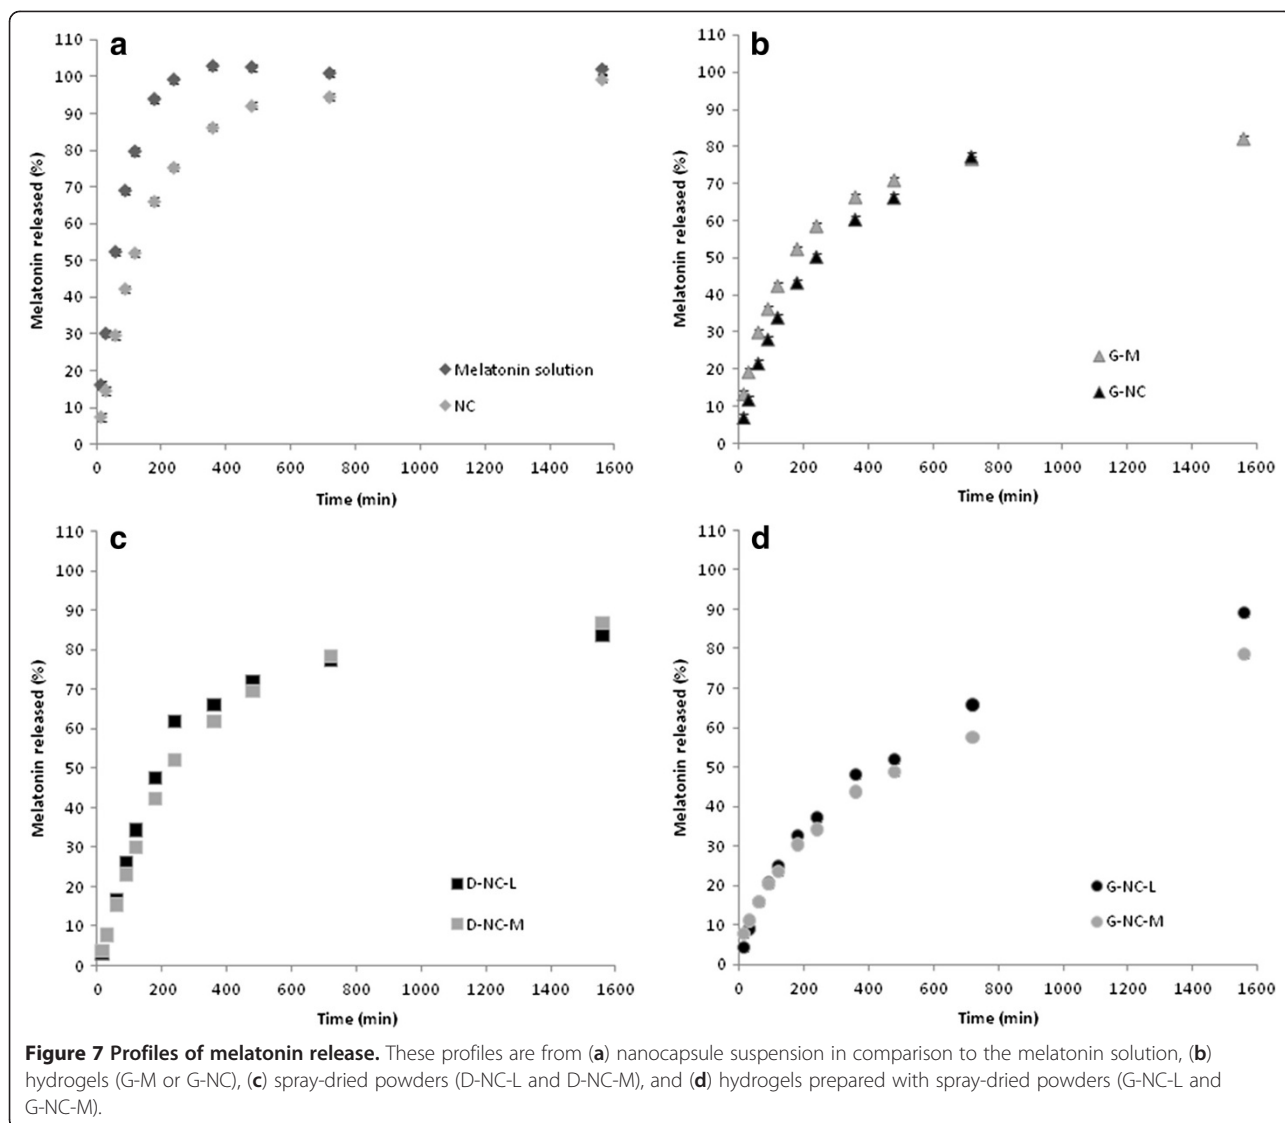 a
110
100
90
80
70
60
50
40
30
20
10
0
Melatonin released (%)
0 200 400 600 800 1000 1200 1400 1600
Time (min)
Melatonin solution
NC
b
110
100
90
80
70
60
50
40
30
20
10
0
Melatonin released (%)
0 200 400 600 800 1000 1200 1400 1600
Time (min)
G-M
G-NC
c
110
100
90
80
70
60
50
40
30
20
10
0
Melatonin released (%)
0 200 400 600 800 1000 1200 1400 1600
Time (min)
D-NC-L
D-NC-M
d
110
100
90
80
70
60
50
40
30
20
10
0
Melatonin released (%)
0 200 400 600 800 1000 1200 1400 1600
Time (min)
G-NC-L
G-NC-M
Figure 7 Profiles of melatonin release. These profiles are from (a) nanocapsule suspension in comparison to the melatonin solution, (b)
hydrogels (G-M or G-NC), (c) spray-dried powders (D-NC-L and D-NC-M), and (d) hydrogels prepared with spray-dried powders (G-NC-L and
G-NC-M).